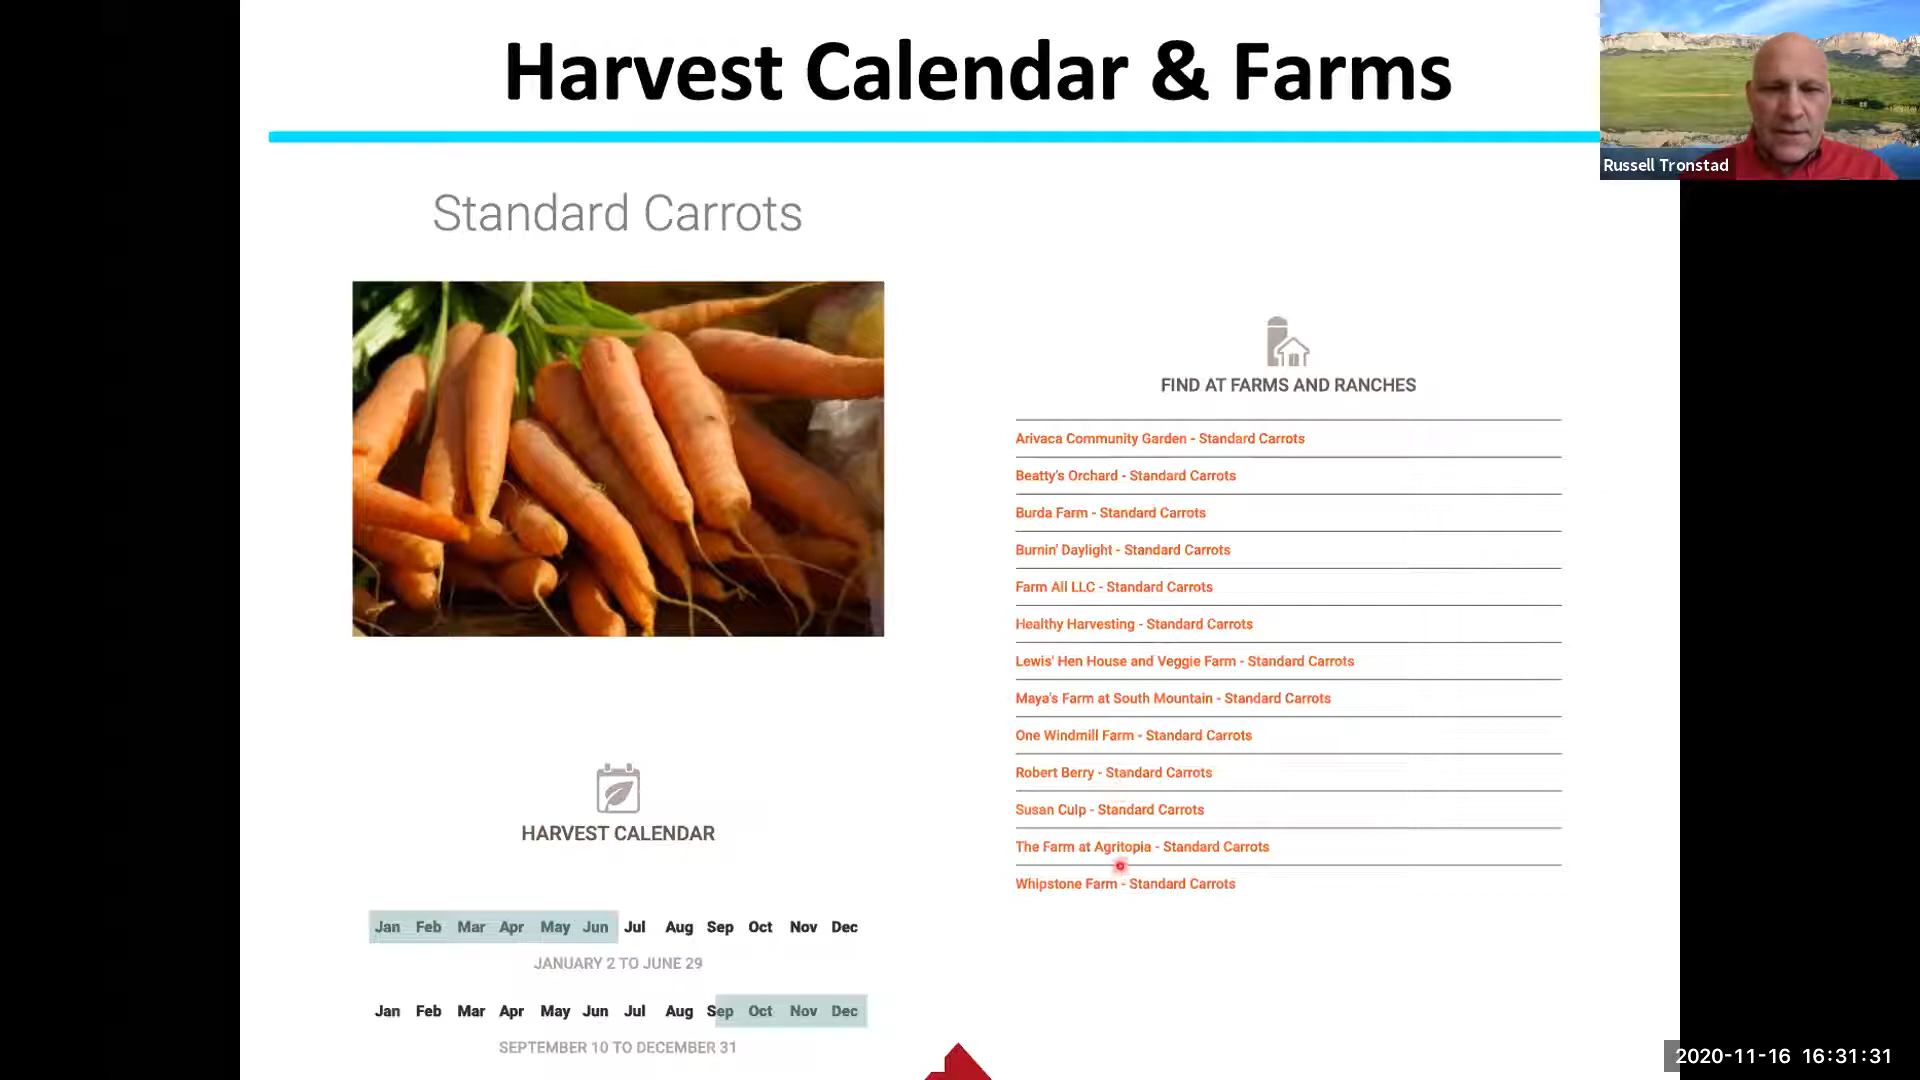 Harvest Calendar & Farms
Russell Tronstad
Standard Carrots
HARVEST CALENDAR
Jan Feb Mar Apr May Jun Jul Aug Sep Oct Nov Dec
JANUARY 2 TO JUNE 29
Jan Feb Mar Apr May Jun Jul Aug Sep Oct Nov Dec
SEPTEMBER 10 TO DECEMBER 31
FIND AT FARMS AND RANCHES
Arivaca Community Garden - Standard Carrots
Beatty's Orchard - Standard Carrots
Burda Farm - Standard Carrots
Burnin' Daylight - Standard Carrots
Farm All LLC - Standard Carrots
Healthy Harvesting - Standard Carrots
Lewis' Hen House and Veggie Farm - Standard Carrots
Maya's Farm at South Mountain - Standard Carrots
One Windmill Farm - Standard Carrots
Robert Berry - Standard Carrots
Susan Culp - Standard Carrots
The Farm at Agritopia - Standard Carrots
Whipstone Farm - Standard Carrots
2020-11-16 16:31:31